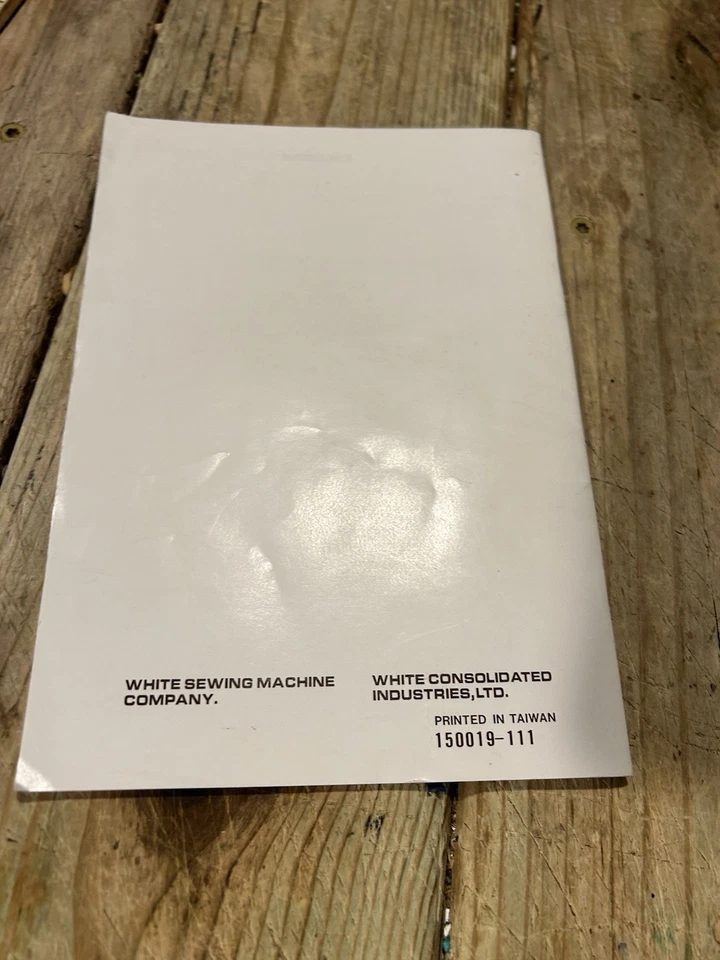 WHITE SEWING MACHINE
COMPANY.
WHITE CONSOLIDATED
INDUSTRIES,LTD.
PRINTED IN TAIWAN
150019-111